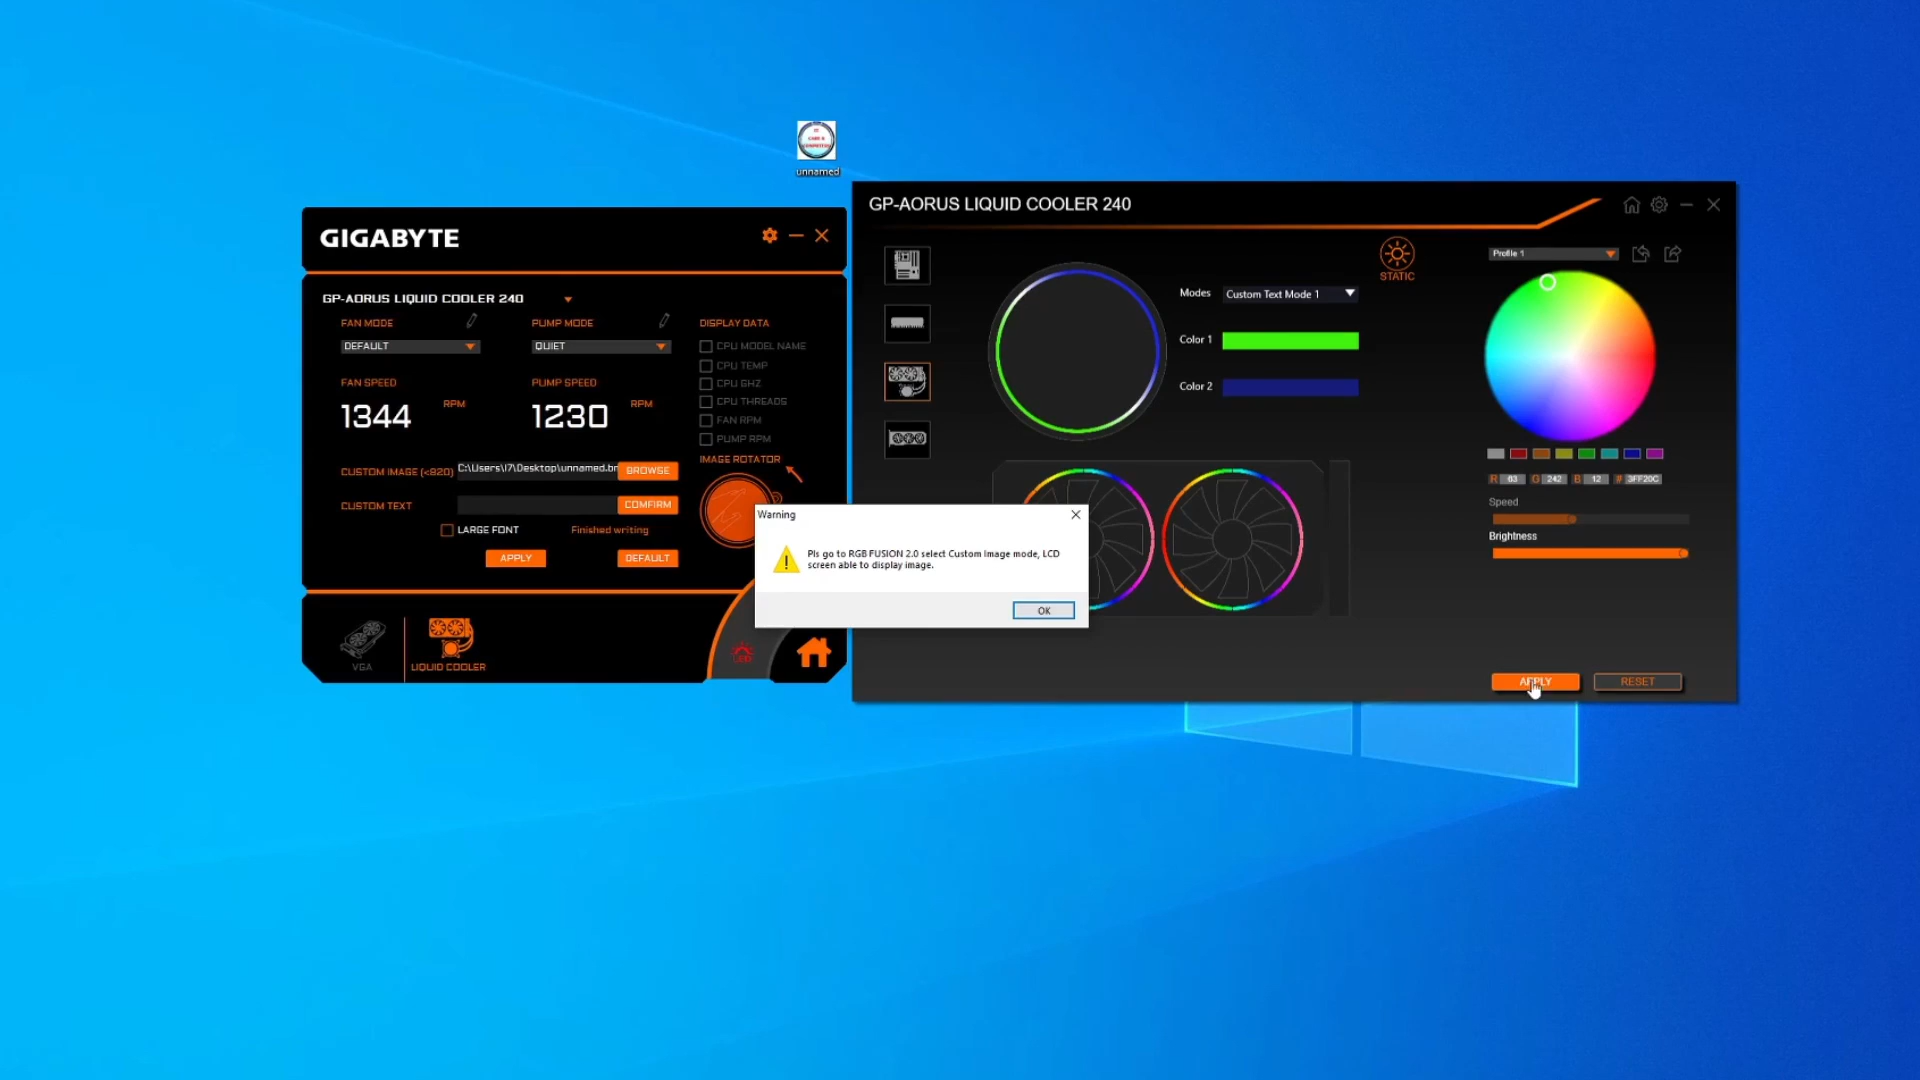 unnamed
GIGABYTE
GP-AORUS LIQUID COOLER 240
FAN MODE
PUMP MODE
DISPLAY DATA
DEFAULT
QUIET
CPU MODEL NAME
CPU TEMP
FAN SPEED
PUMP SPEED
CPU GHZ
CPU THREADS
1344 RPM
1230 RPM
FAN RPM
PUMP RPM
IMAGE ROTATOR
CUSTOM IMAGE (<820) C:\Users\I7\Desktop\unnamed.br BROWSE
CUSTOM TEXT COMFIRM
LARGE FONT Finished writing
APPLY DEFAULT
VGA
LIQUID COOLER
Warning
Pls go to RGB FUSION 2.0 select Custom Image mode, LCD
screen able to display image.
OK
GP-AORUS LIQUID COOLER 240
STATIC
Profile 1
Modes Custom Text Mode 1
Color 1
Color 2
R 63 G 242 B 12 # 3FF20C
Speed
Brightness
APPLY RESET